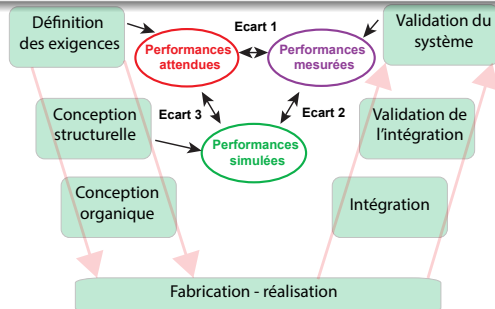 Définition
des exigences
Ecart 1
Validation du
système
Performances
attendues
Performances
mesurées
Conception
structurelle
Ecart 3
Ecart 2
Validation de
l'intégration
Performances
simulées
Conception
organique
Intégration
Fabrication - réalisation